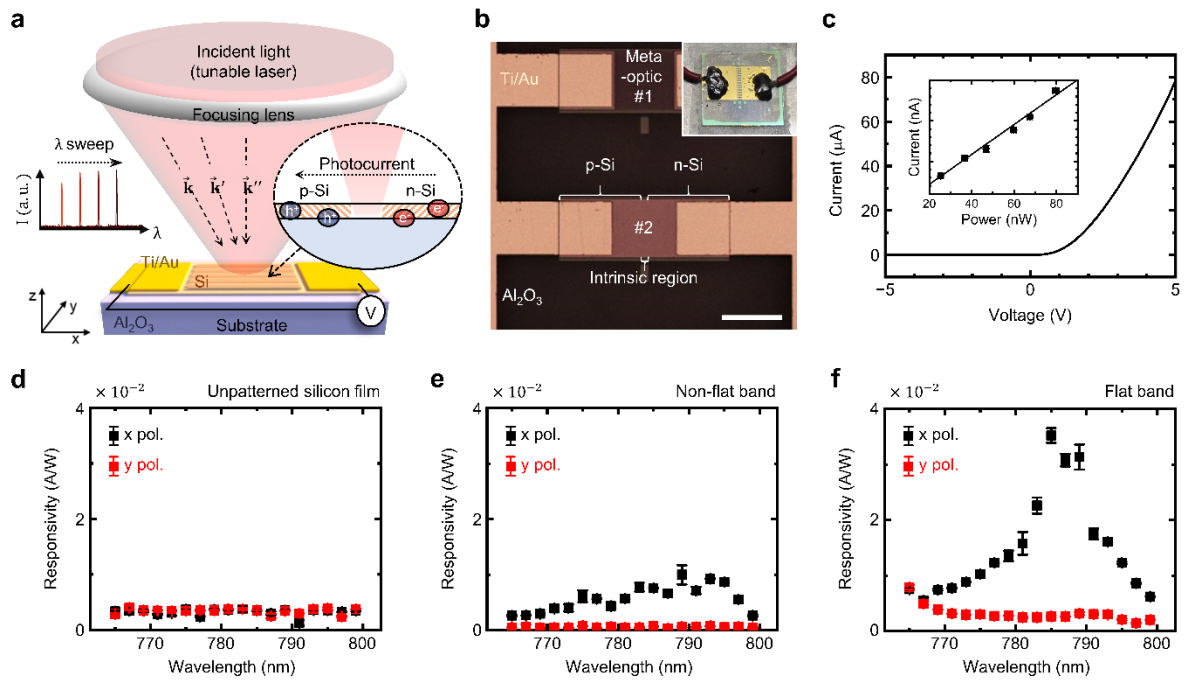 a
Incident light
(tunable laser)
Focusing lens
λ sweep
I (a.u.)
λ
k⃗
k⃗′
k⃗′′
Photocurrent
p-Si
n-Si
h⁺
h⁺
e⁻
e⁻
Ti/Au
Si
V
Al₂O₃
Substrate
z
y
x
b
Ti/Au
Meta
-optic
#1
p-Si
n-Si
#2
Intrinsic region
Al₂O₃
c
Current (μA)
80
60
40
20
0
−5
0
5
Voltage (V)
Current (nA)
20
40
60
80
Power (nW)
d
× 10⁻²
Unpatterned silicon film
x pol.
y pol.
Responsivity (A/W)
4
2
0
770
780
790
800
Wavelength (nm)
e
× 10⁻²
Non-flat band
x pol.
y pol.
Responsivity (A/W)
4
2
0
770
780
790
800
Wavelength (nm)
f
× 10⁻²
Flat band
x pol.
y pol.
Responsivity (A/W)
4
2
0
770
780
790
800
Wavelength (nm)